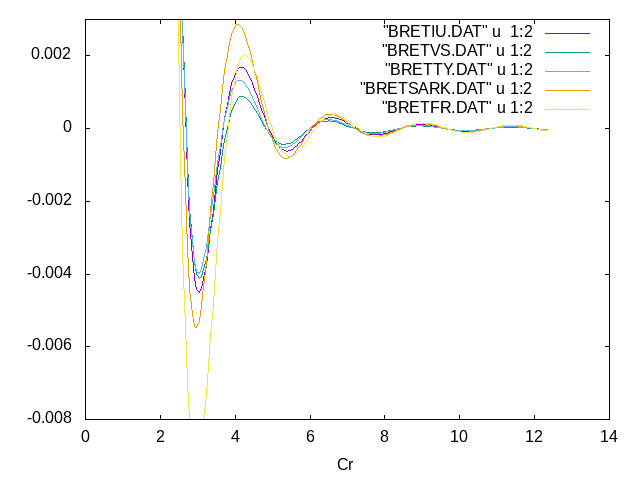 "BRETIU.DAT" u  1:2
"BRETVS.DAT" u 1:2
"BRETTY.DAT" u 1:2
"BRETSARK.DAT" u 1:2
"BRETFR.DAT" u 1:2
0.002
0
-0.002
-0.004
-0.006
-0.008
0 2 4 6 8 10 12 14
Cr